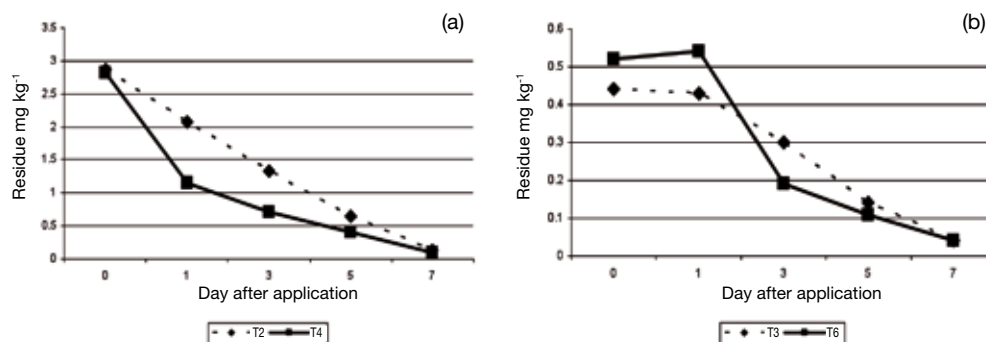 (a)
Residue mg kg⁻¹
3.5
3
2.5
2
1.5
1
0.5
0
0 1 3 5 7
Day after application
T2 T4
(b)
Residue mg kg⁻¹
0.6
0.5
0.4
0.3
0.2
0.1
0
0 1 3 5 7
Day after application
T3 T6